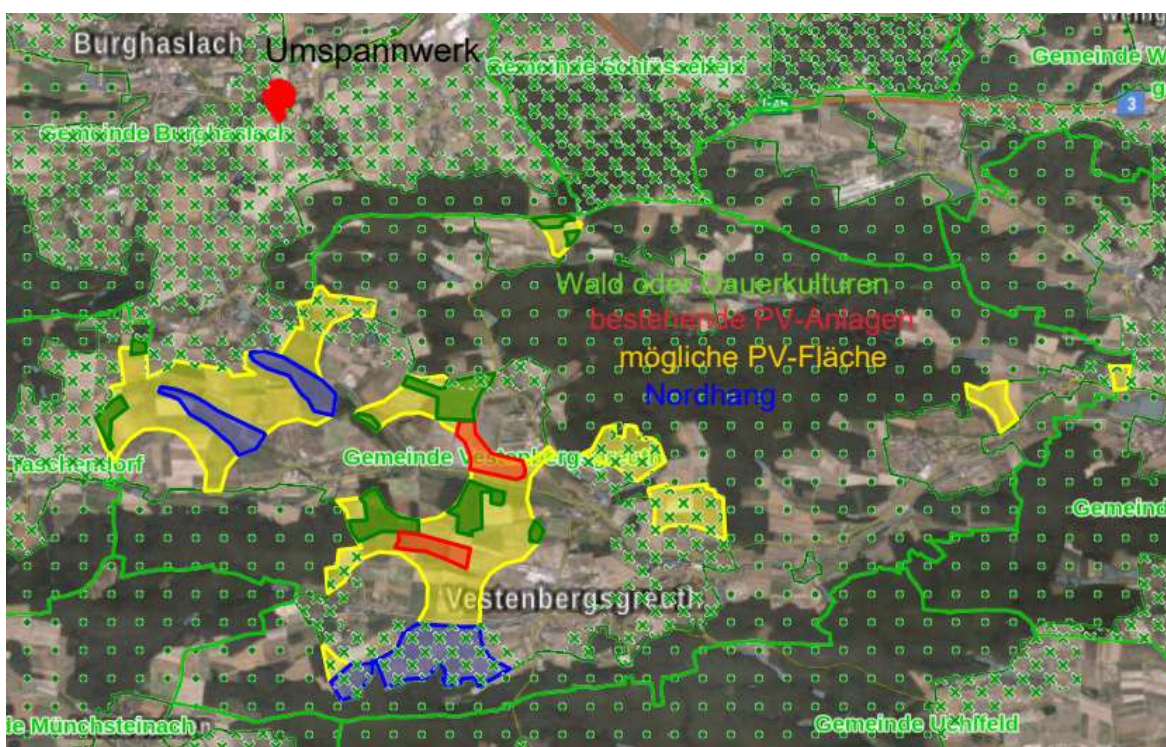 Burghaslach
Umspannwerk
Gemeinde Schlüsselfeld
Gemeinde W
3
Gemeinde Burghaslach
Wald oder Dauerkulturen
bestehende PV-Anlagen
mögliche PV-Fläche
Nordhang
Taschendorf
Gemeinde Vestenbergsgreuth
Gemeind
Vestenbergsgreuth
de Münchsteinach
Gemeinde Uehlfeld